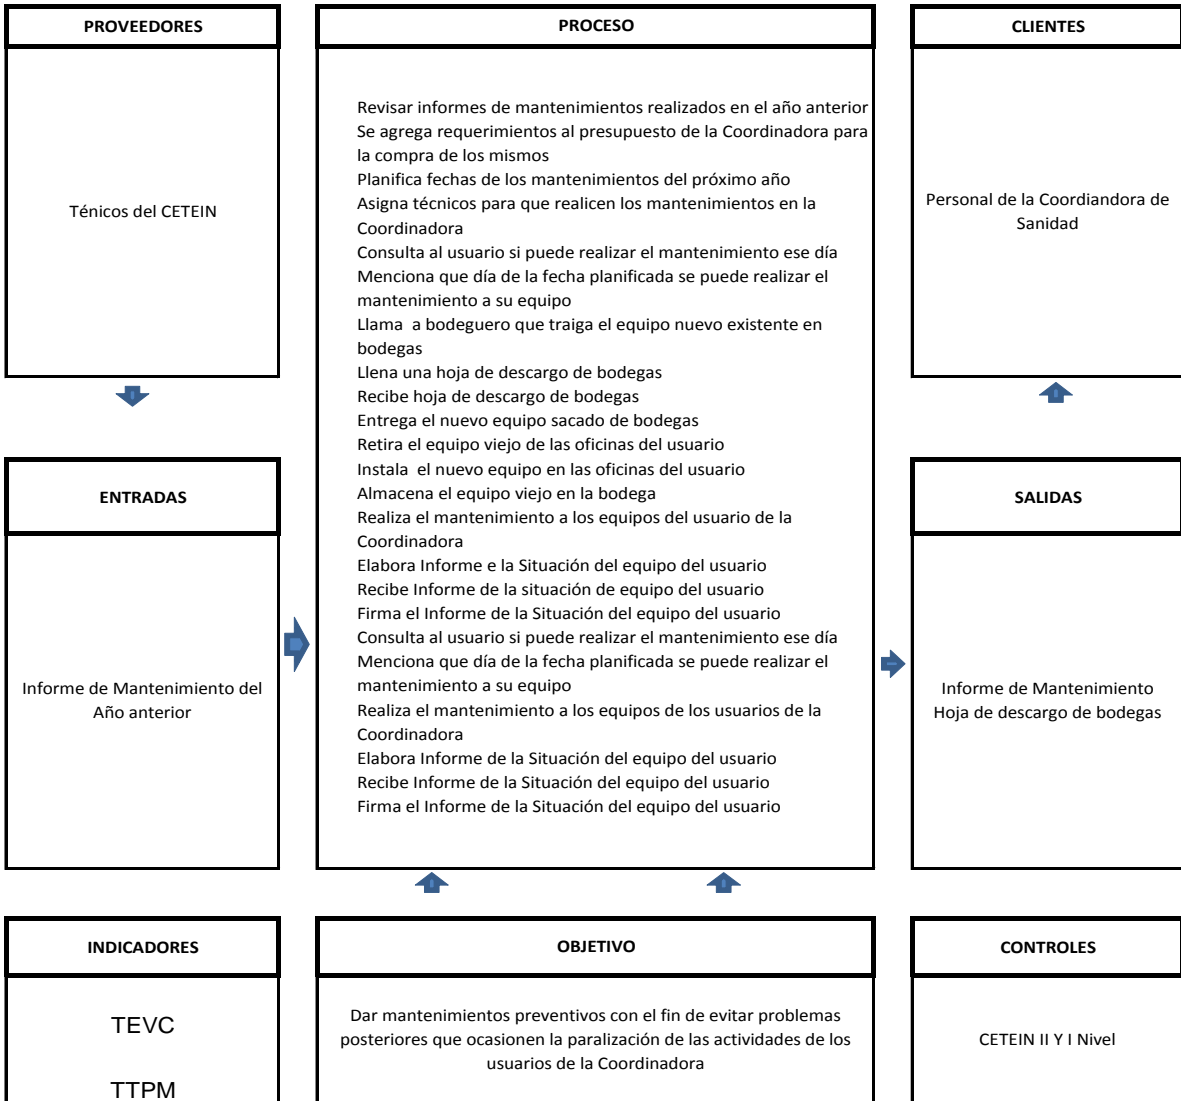 PROVEEDORES
Ténicos del CETEIN
ENTRADAS
Informe de Mantenimiento del
Año anterior
PROCESO
Revisar informes de mantenimientos realizados en el año anterior
Se agrega requerimientos al presupuesto de la Coordinadora para
la compra de los mismos
Planifica fechas de los mantenimientos del próximo año
Asigna técnicos para que realicen los mantenimientos en la
Coordinadora
Consulta al usuario si puede realizar el mantenimiento ese día
Menciona que día de la fecha planificada se puede realizar el
mantenimiento a su equipo
Llama a bodeguero que traiga el equipo nuevo existente en
bodegas
Llena una hoja de descargo de bodegas
Recibe hoja de descargo de bodegas
Entrega el nuevo equipo sacado de bodegas
Retira el equipo viejo de las oficinas del usuario
Instala el nuevo equipo en las oficinas del usuario
Almacena el equipo viejo en la bodega
Realiza el mantenimiento a los equipos del usuario de la
Coordinadora
Elabora Informe e la Situación del equipo del usuario
Recibe Informe de la situación de equipo del usuario
Firma el Informe de la Situación del equipo del usuario
Consulta al usuario si puede realizar el mantenimiento ese día
Menciona que día de la fecha planificada se puede realizar el
mantenimiento a su equipo
Realiza el mantenimiento a los equipos de los usuarios de la
Coordinadora
Elabora Informe de la Situación del equipo del usuario
Recibe Informe de la Situación del equipo del usuario
Firma el Informe de la Situación del equipo del usuario
CLIENTES
Personal de la Coordiandora de
Sanidad
SALIDAS
Informe de Mantenimiento
Hoja de descargo de bodegas
INDICADORES
TEVC
TTPM
OBJETIVO
Dar mantenimientos preventivos con el fin de evitar problemas
posteriores que ocasionen la paralización de las actividades de los
usuarios de la Coordinadora
CONTROLES
CETEIN II Y I Nivel